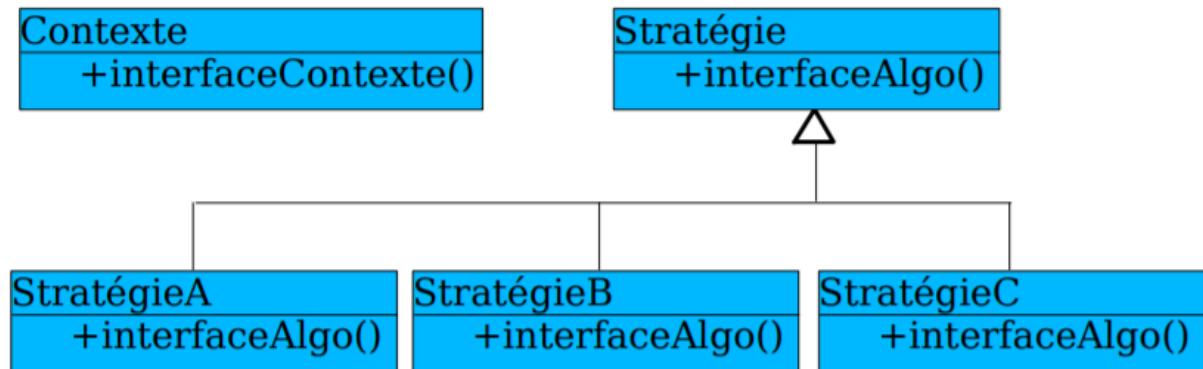 Contexte
+interfaceContexte()
Stratégie
+interfaceAlgo()
StratégieA
+interfaceAlgo()
StratégieB
+interfaceAlgo()
StratégieC
+interfaceAlgo()